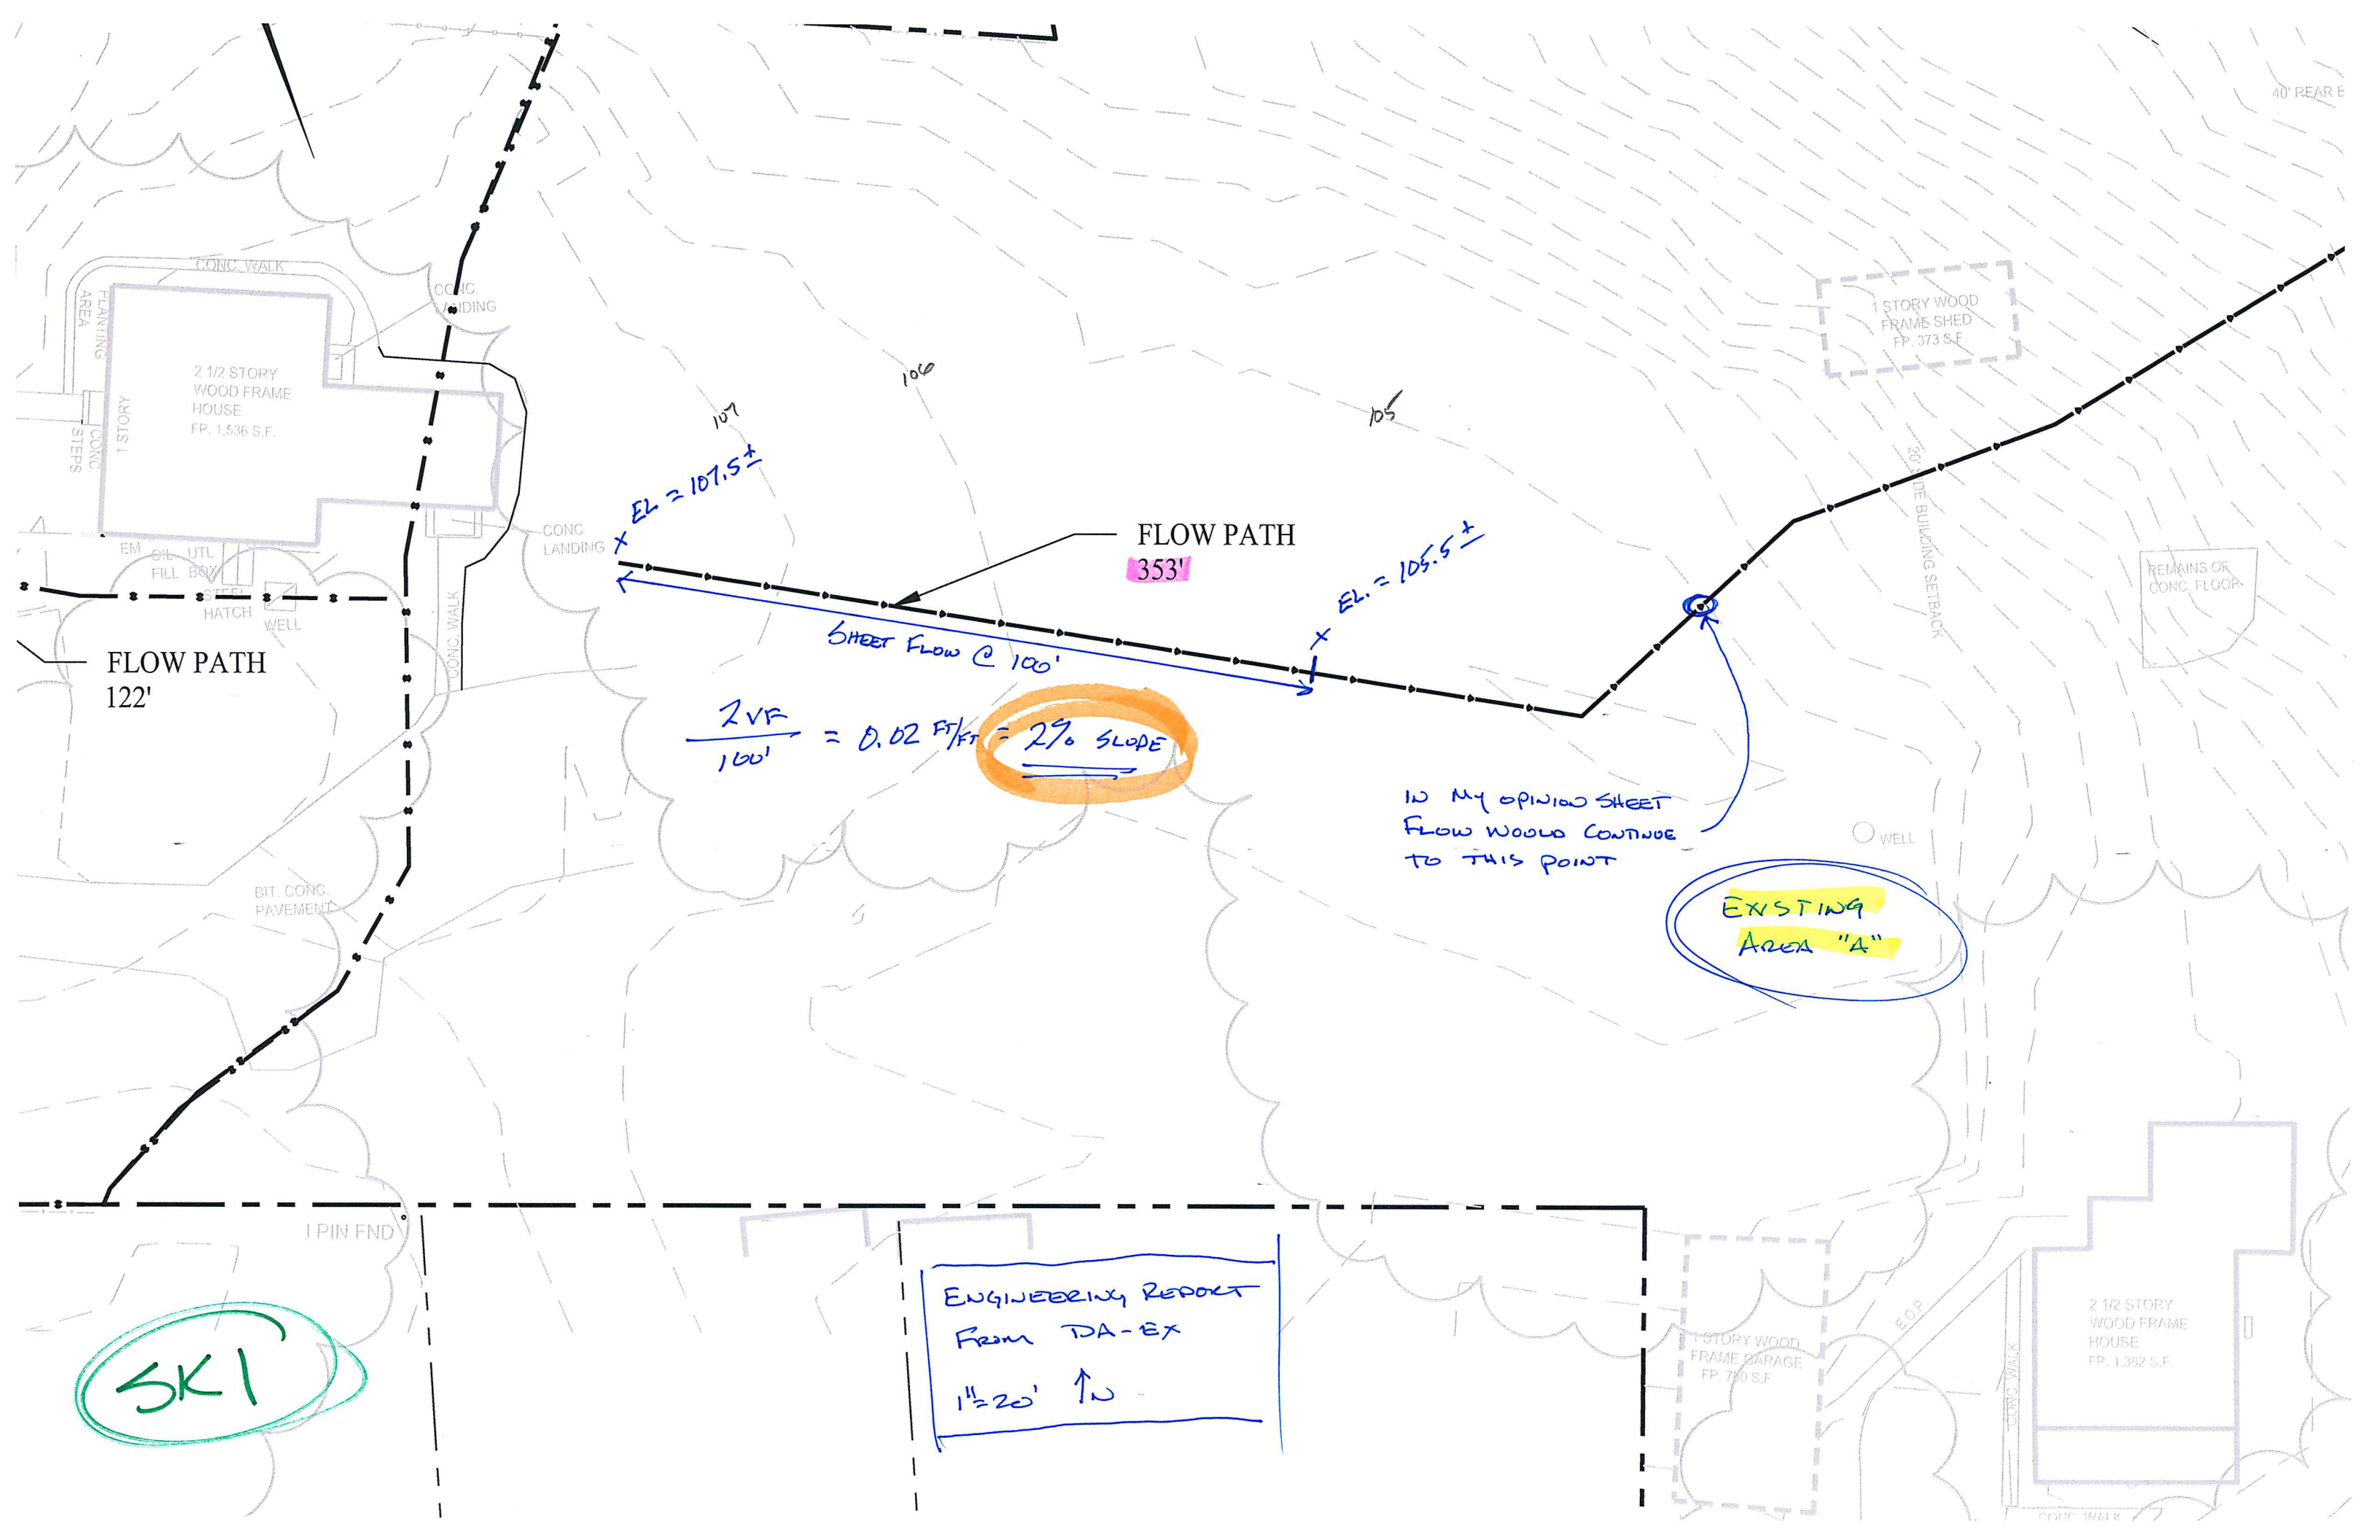 40' REAR B
CONC. WALK
CONC.
LANDING
PLANTING
AREA
1 STORY WOOD
FRAME SHED
FP. 373 S.F.
2 1/2 STORY
WOOD FRAME
HOUSE
FP. 1,536 S.F.
1 STORY
CONC.
STEPS
106
107
105
EL = 107.5±
20' SIDE BUILDING SETBACK
CONC
LANDING
FLOW PATH
353'
EL. = 105.5±
EM OIL UTL
FILL BOX
STEEL
HATCH
WELL
REMAINS OF
CONC. FLOOR
CONC. WALK
SHEET FLOW @ 100'
FLOW PATH
122'
2VF
100'
= 0.02 FT/FT = 2% SLOPE
IN MY OPINION SHEET
FLOW WOULD CONTINUE
TO THIS POINT
WELL
BIT. CONC.
PAVEMENT
EXISTING
AREA "A"
I PIN FND
ENGINEERING REPORT
FROM DA-EX
1"=20' ↑N
SK1
E.O.P
1 STORY WOOD
FRAME GARAGE
FP. 780 S.F
2 1/2 STORY
WOOD FRAME
HOUSE
FP. 1,382 S.F.
CONC. WALK
CONC. WALK